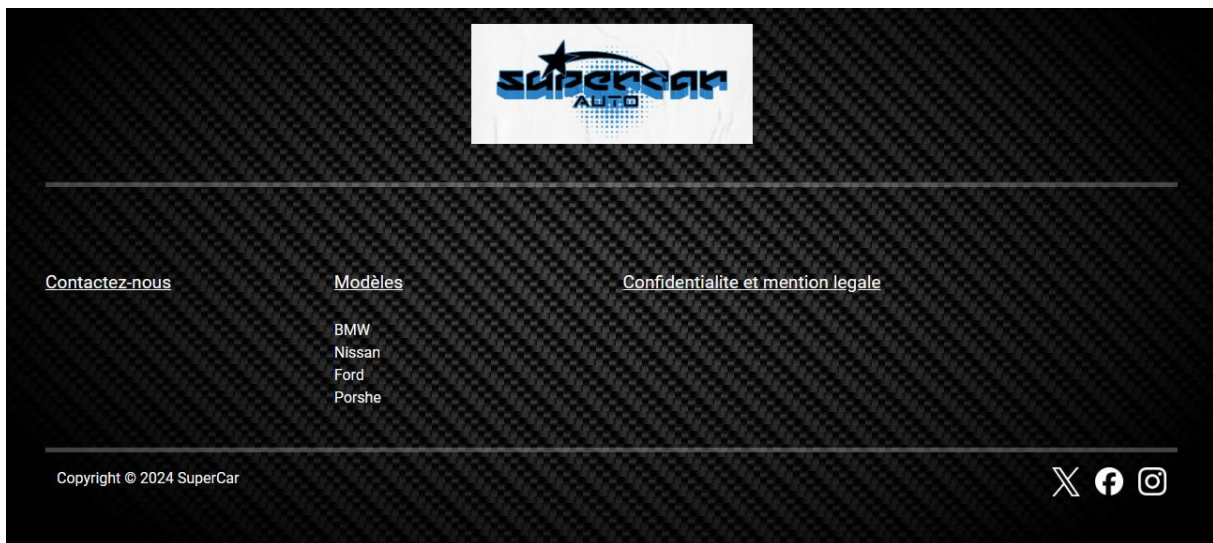 supercar
AUTO
Contactez-nous
Modèles
Confidentialite et mention legale
BMW
Nissan
Ford
Porshe
Copyright © 2024 SuperCar